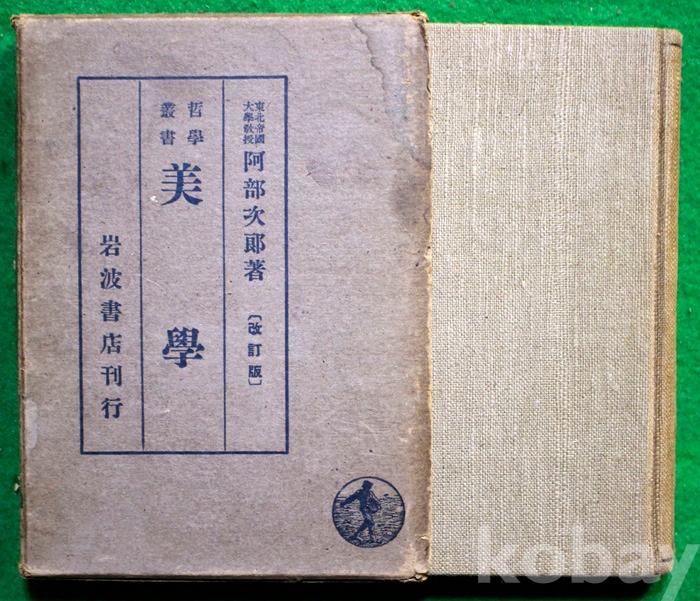 東北帝國
大學教授
阿部次郎著
〔改訂版〕
哲學
叢書
美學
岩波書店刊行
kobay